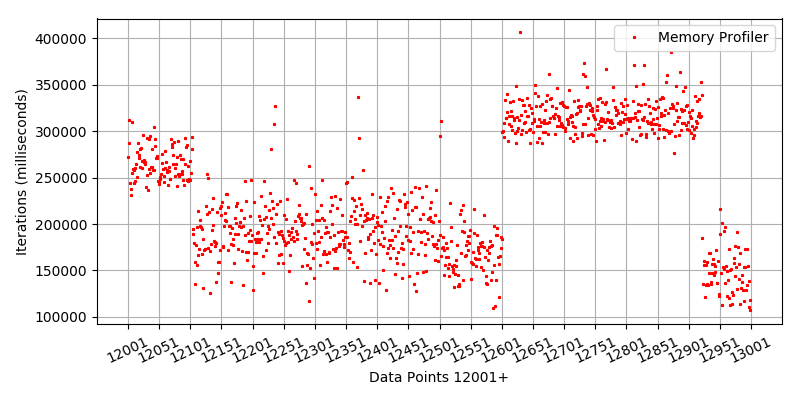 Memory Profiler
400000
350000
300000
250000
200000
150000
100000
Iterations (milliseconds)
12001 12051 12101 12151 12201 12251 12301 12351 12401 12451 12501 12551 12601 12651 12701 12751 12801 12851 12901 12951 13001
Data Points 12001+